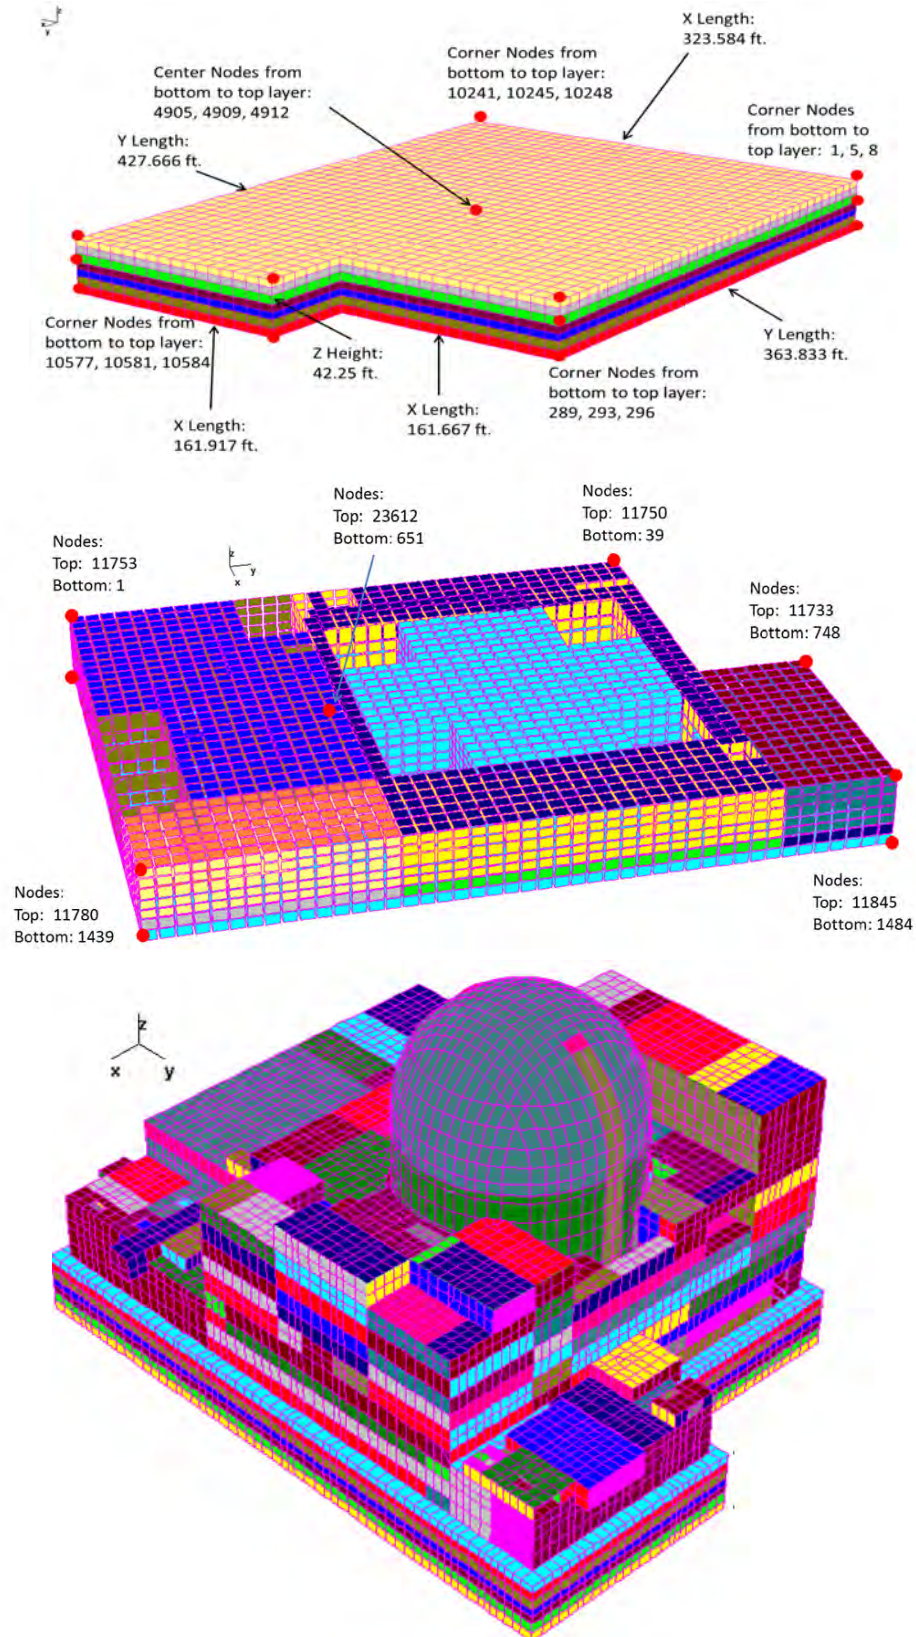 z
x
y
X Length:
323.584 ft.
Corner Nodes from
bottom to top layer:
10241, 10245, 10248
Center Nodes from
bottom to top layer:
4905, 4909, 4912
Corner Nodes
from bottom to
top layer: 1, 5, 8
Y Length:
427.666 ft.
Corner Nodes from
bottom to top layer:
10577, 10581, 10584
Z Height:
42.25 ft.
Y Length:
363.833 ft.
Corner Nodes from
bottom to top layer:
289, 293, 296
X Length:
161.917 ft.
X Length:
161.667 ft.
Nodes:
Top: 23612
Bottom: 651
Nodes:
Top: 11750
Bottom: 39
Nodes:
Top: 11753
Bottom: 1
z
y
x
Nodes:
Top: 11733
Bottom: 748
Nodes:
Top: 11780
Bottom: 1439
Nodes:
Top: 11845
Bottom: 1484
z
x
y